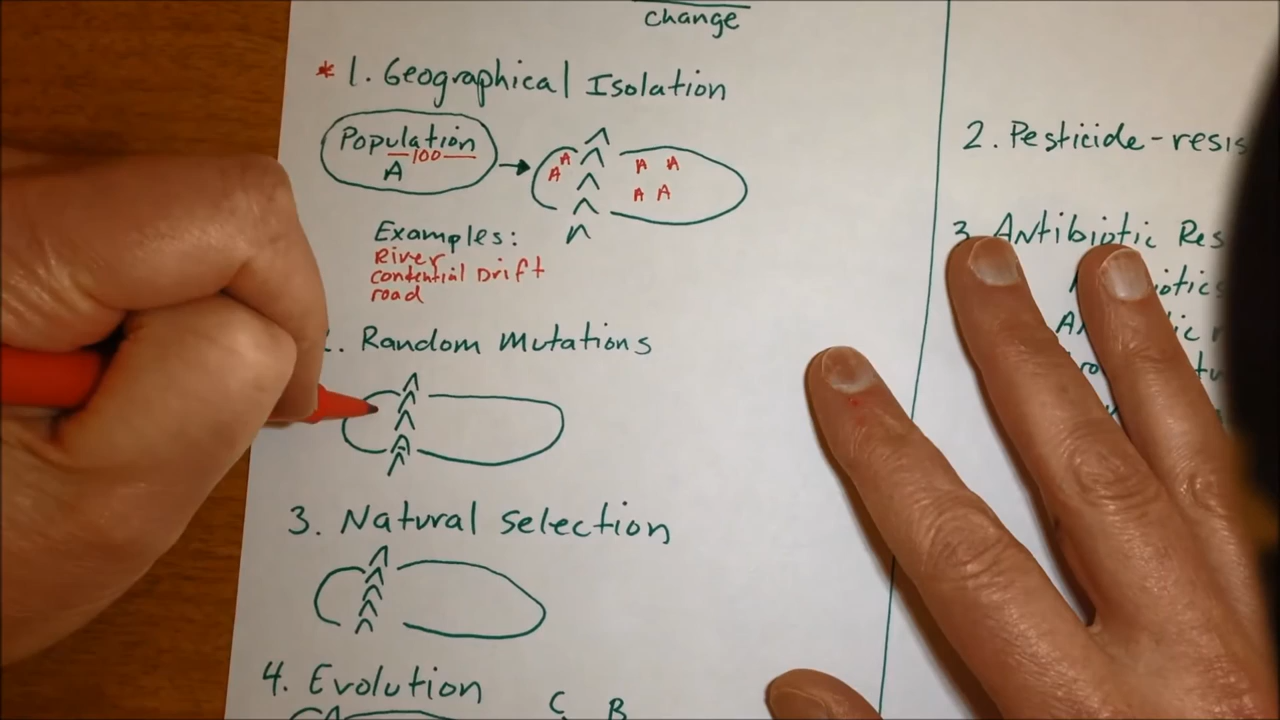 change
* 1. Geographical Isolation
Population
100
A
A A
A A
A A
Examples:
River
contential Drift
road
. Random Mutations
3. Natural Selection
4. Evolution
C B
2. Pesticide-resis
3 Antibiotic Res